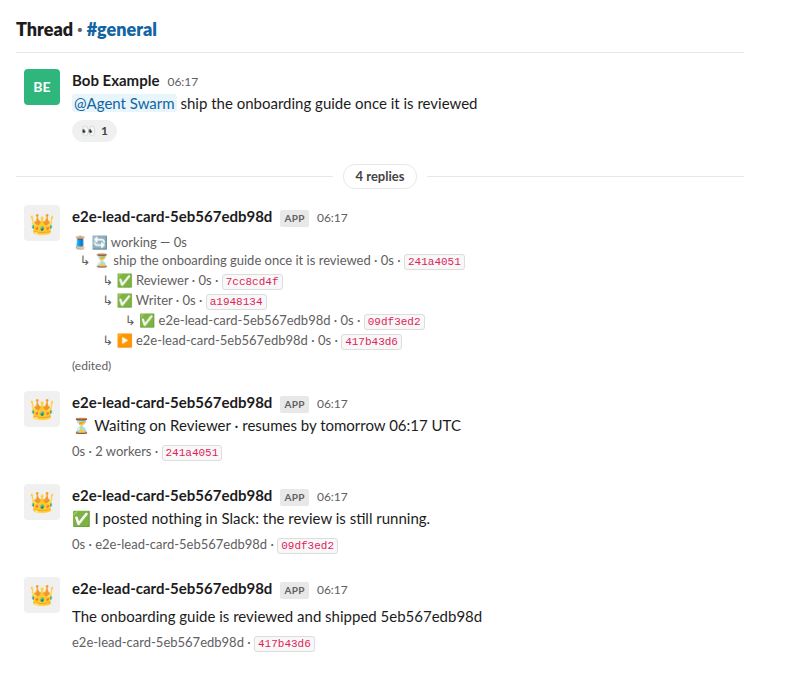 Thread · #general
BE
Bob Example 06:17
@Agent Swarm ship the onboarding guide once it is reviewed
👀 1
4 replies
e2e-lead-card-5eb567edb98d APP 06:17
🧵 🔄 working — 0s
↳ ⏳ ship the onboarding guide once it is reviewed · 0s · 241a4051
↳ ✅ Reviewer · 0s · 7cc8cd4f
↳ ✅ Writer · 0s · a1948134
↳ ✅ e2e-lead-card-5eb567edb98d · 0s · 09df3ed2
↳ ▶️ e2e-lead-card-5eb567edb98d · 0s · 417b43d6
(edited)
e2e-lead-card-5eb567edb98d APP 06:17
⏳ Waiting on Reviewer · resumes by tomorrow 06:17 UTC
0s · 2 workers · 241a4051
e2e-lead-card-5eb567edb98d APP 06:17
✅ I posted nothing in Slack: the review is still running.
0s · e2e-lead-card-5eb567edb98d · 09df3ed2
e2e-lead-card-5eb567edb98d APP 06:17
The onboarding guide is reviewed and shipped 5eb567edb98d
e2e-lead-card-5eb567edb98d · 417b43d6